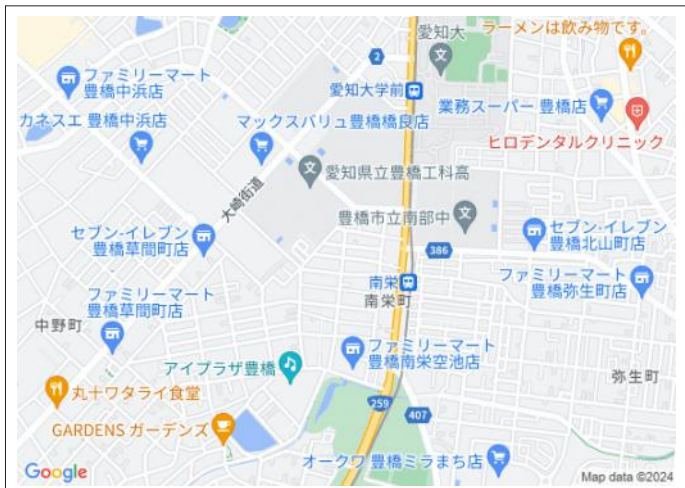 愛知大
ラーメンは飲み物です。
2
ファミリーマート
豊橋中浜店
愛知大学前
業務スーパー 豊橋店
カネスエ 豊橋中浜店
マックスバリュ豊橋橋良店
ヒロデンタルクリニック
愛知県立豊橋工科高
大崎街道
豊橋市立南部中
セブン-イレブン
豊橋草間町店
セブン-イレブン
豊橋北山町店
386
南栄
南栄町
ファミリーマート
豊橋弥生町店
ファミリーマート
豊橋草間町店
中野町
ファミリーマート
豊橋南栄空池店
アイプラザ豊橋
弥生町
丸十ワタライ食堂
259
407
GARDENS ガーデンズ
オークワ 豊橋ミラまち店
Google
Map data ©2024